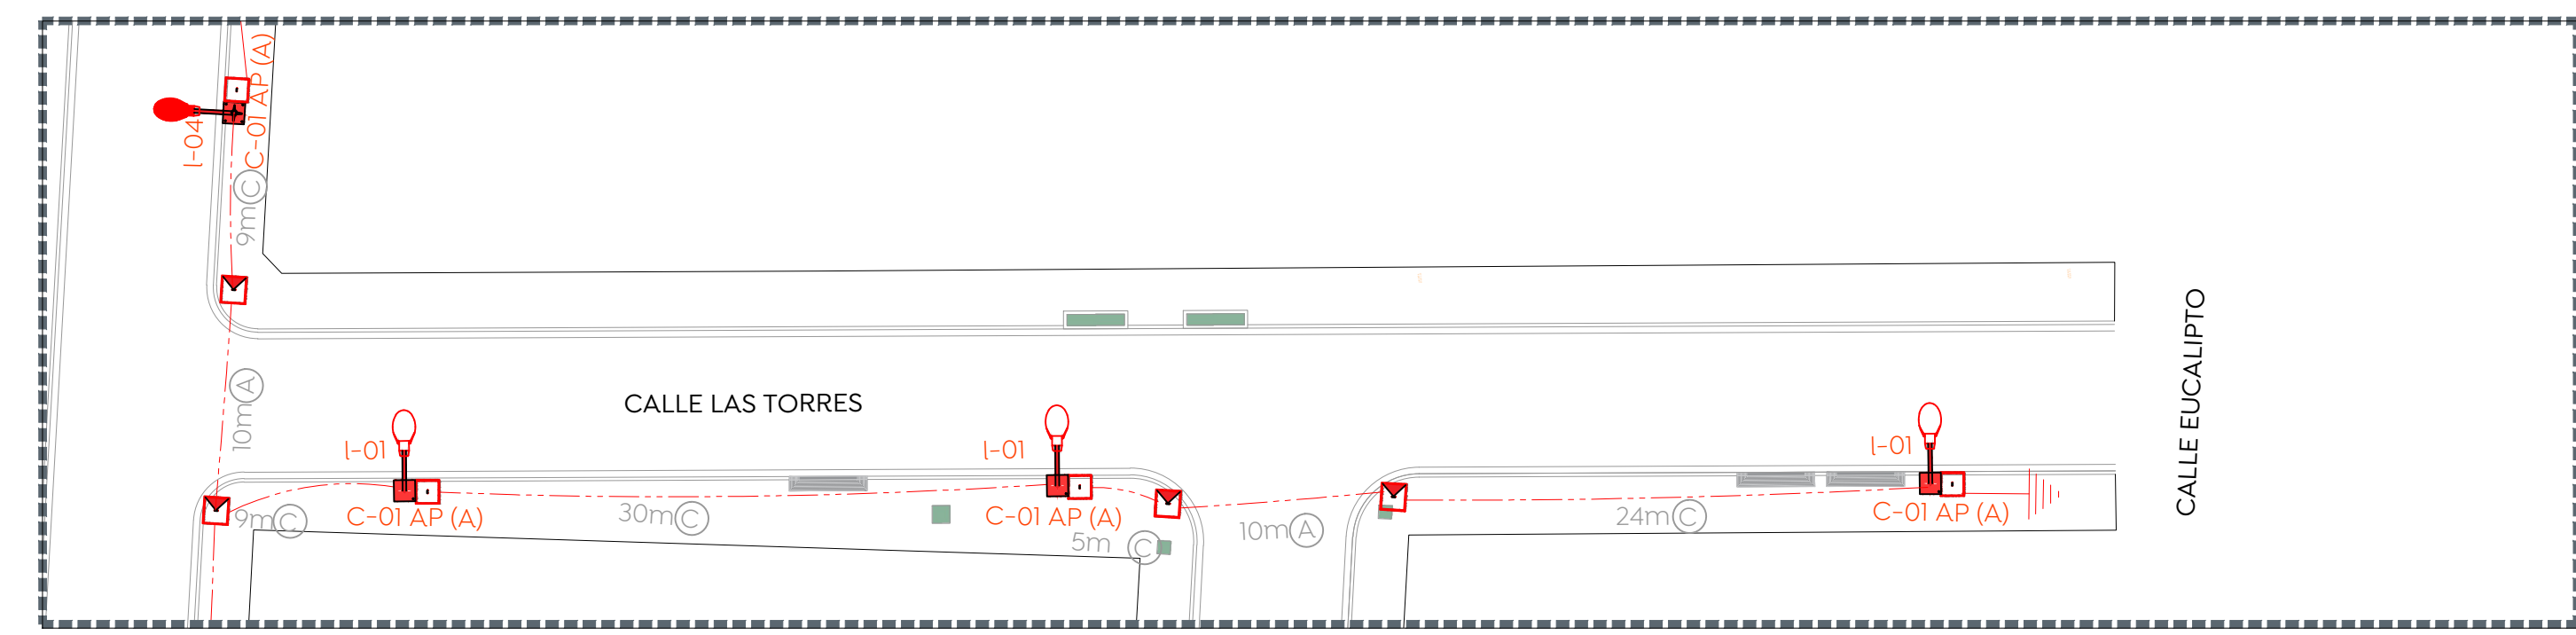 C-01 AP (A)
I-04
9m C
10m A
CALLE LAS TORRES
I-01
I-01
I-01
CALLE EUCALIPTO
9m C
C-01 AP (A)
30m C
C-01 AP (A)
5m C
10m A
24m C
C-01 AP (A)